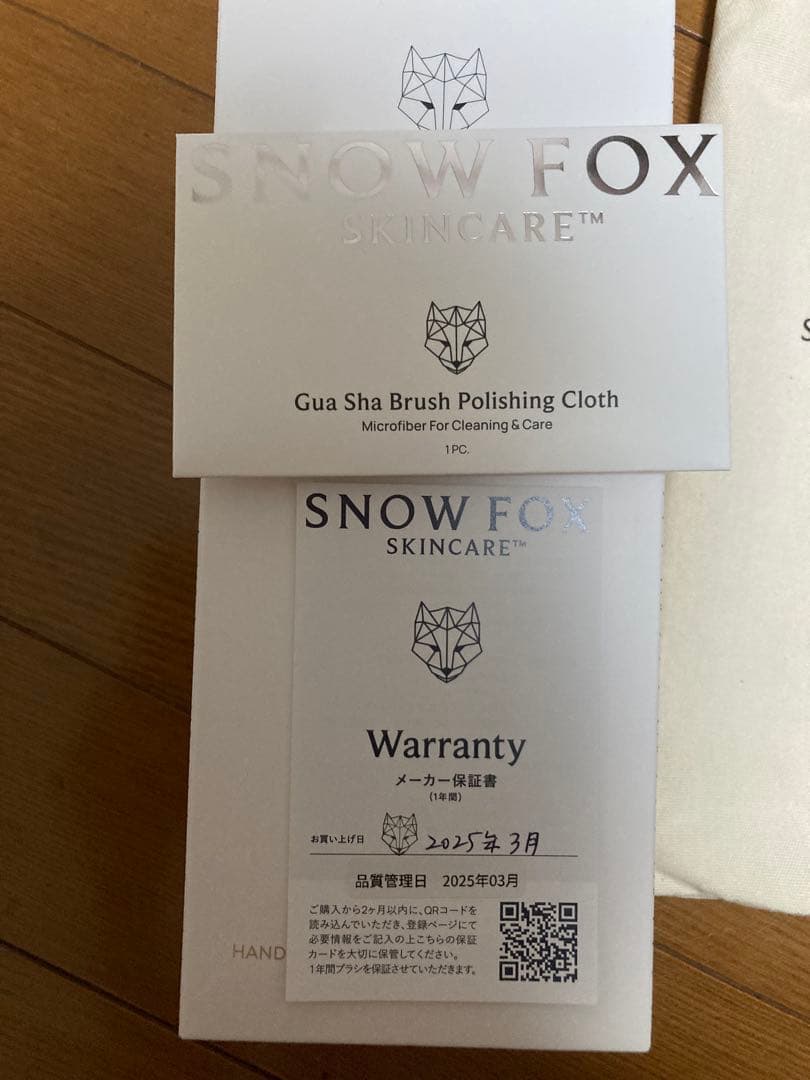 SNOW FOX
SKINCARE™
Gua Sha Brush Polishing Cloth
Microfiber For Cleaning & Care
1 PC.
SNOW FOX
SKINCARE™
Warranty
メーカー保証書
(1年間)
お買い上げ日 2025年3月
品質管理日 2025年03月
ご購入から2ヶ月以内に、QRコードを
読み込んでいただき、登録ページにて
必要情報をご記入の上こちらの保証
カードを大切に保管してください。
1年間ブラシを保証させていただきます。
HAND
S